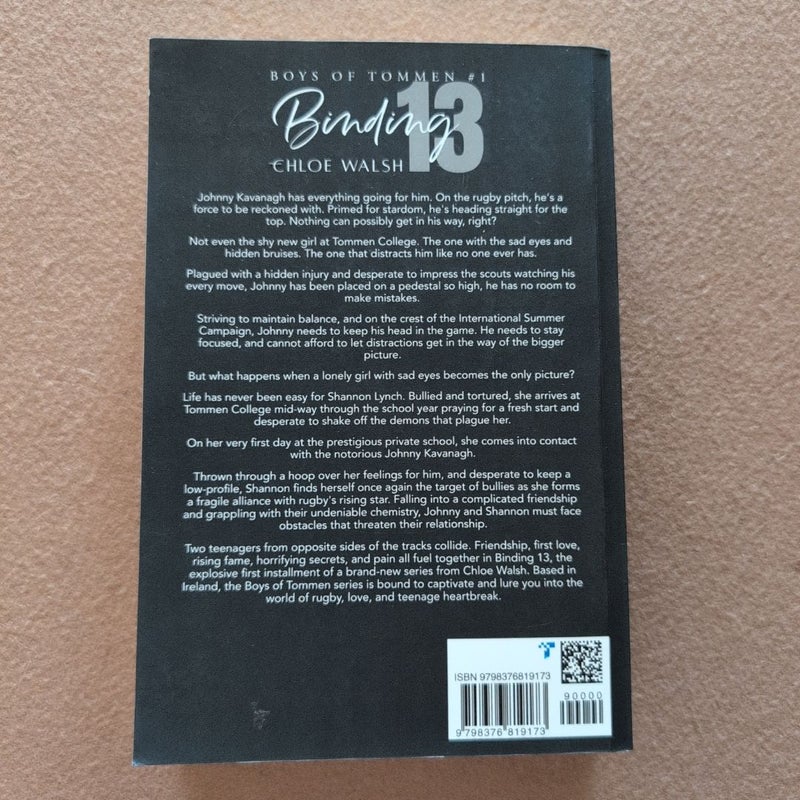 BOYS OF TOMMEN #1
Binding 13
CHLOE WALSH
Johnny Kavanagh has everything going for him. On the rugby pitch, he's a
force to be reckoned with. Primed for stardom, he's heading straight for the
top. Nothing can possibly get in his way, right?
Not even the shy new girl at Tommen College. The one with the sad eyes and
hidden bruises. The one that distracts him like no one ever has.
Plagued with a hidden injury and desperate to impress the scouts watching his
every move, Johnny has been placed on a pedestal so high, he has no room to
make mistakes.
Striving to maintain balance, and on the crest of the International Summer
Campaign, Johnny needs to keep his head in the game. He needs to stay
focused, and cannot afford to let distractions get in the way of the bigger
picture.
But what happens when a lonely girl with sad eyes becomes the only picture?
Life has never been easy for Shannon Lynch. Bullied and tortured, she arrives at
Tommen College mid-way through the school year praying for a fresh start and
desperate to shake off the demons that plague her.
On her very first day at the prestigious private school, she comes into contact
with the notorious Johnny Kavanagh.
Thrown through a hoop over her feelings for him, and desperate to keep a
low-profile, Shannon finds herself once again the target of bullies as she forms
a fragile alliance with rugby's rising star. Falling into a complicated friendship
and grappling with their undeniable chemistry, Johnny and Shannon must face
obstacles that threaten their relationship.
Two teenagers from opposite sides of the tracks collide. Friendship, first love,
rising fame, horrifying secrets, and pain all fuel together in Binding 13, the
explosive first installment of a brand-new series from Chloe Walsh. Based in
Ireland, the Boys of Tommen series is bound to captivate and lure you into the
world of rugby, love, and teenage heartbreak.
ISBN 9798376819173
90000
9 798376 819173